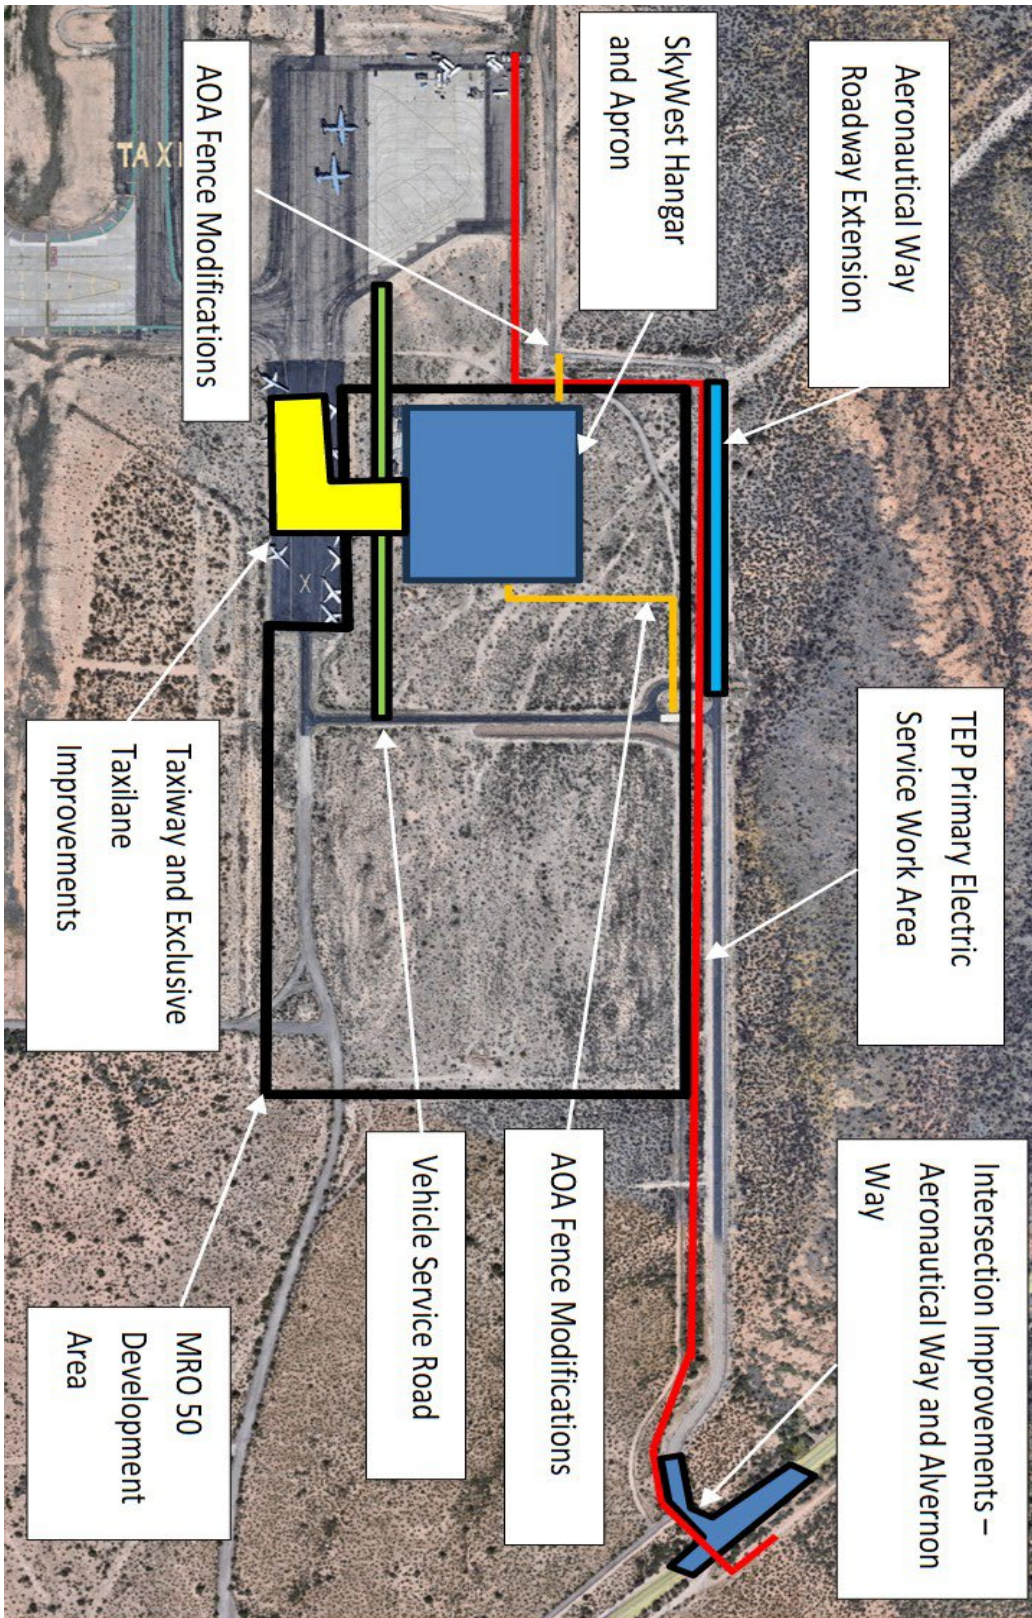 Aeronautical Way
Roadway Extension
TEP Primary Electric
Service Work Area
Intersection Improvements –
Aeronautical Way and Alvernon
Way
SkyWest Hangar
and Apron
AOA Fence Modifications
AOA Fence Modifications
Vehicle Service Road
Taxiway and Exclusive
Taxilane
Improvements
MRO 50
Development
Area
TAXI
X